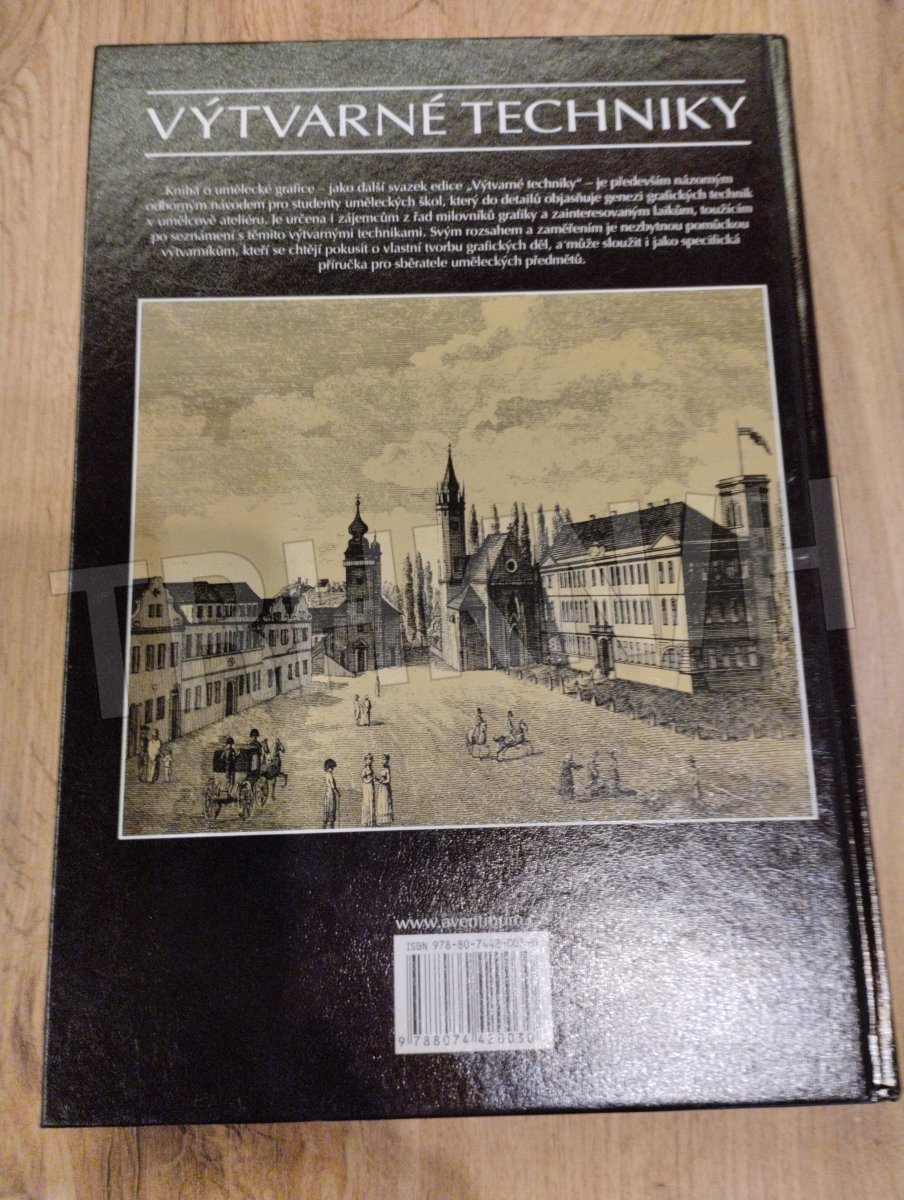 VÝTVARNÉ TECHNIKY
Kniha o umělecké grafice – jako další svazek edice „Výtvarné techniky“ – je především názorným
odborným návodem pro studenty uměleckých škol, který do detailů objasňuje genezi grafických technik
v umělcově ateliéru. Je určena i zájemcům z řad milovníků grafiky a zainteresovaným laikům, toužícím
po seznámení s těmito výtvarnými technikami. Svým rozsahem a zaměřením je nezbytnou pomůckou
výtvarníkům, kteří se chtějí pokusit o vlastní tvorbu grafických děl, a může sloužit i jako specifická
příručka pro sběratele uměleckých předmětů.
www.aventinum
ISBN 978-80-7442-003-0
9 788074 420030